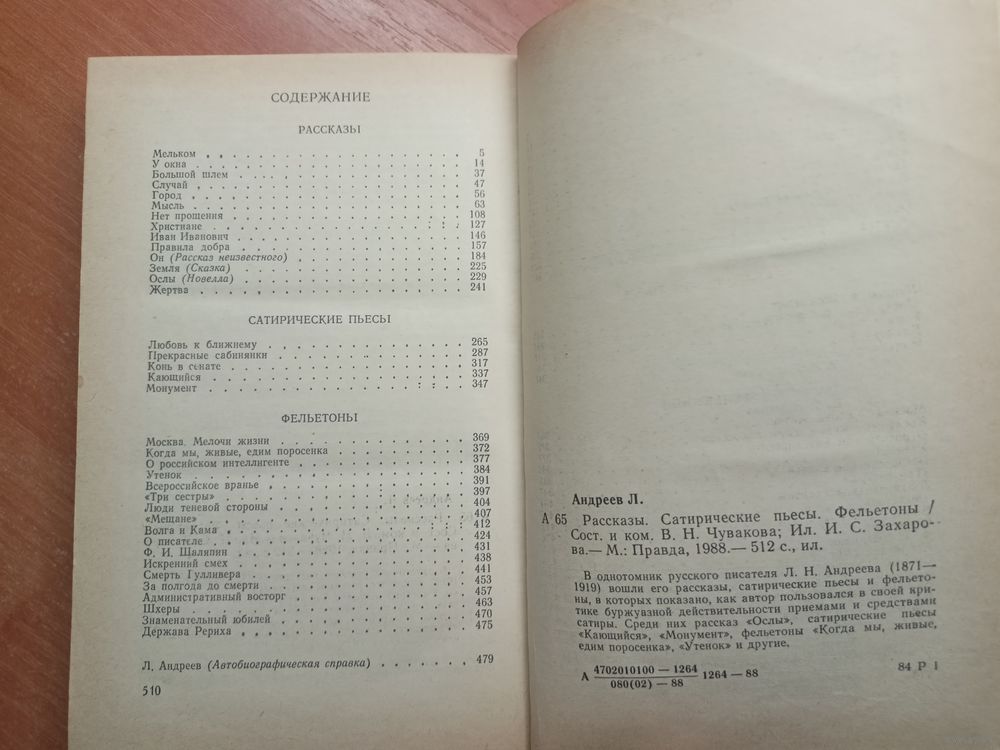 СОДЕРЖАНИЕ
РАССКАЗЫ
Мельком . . . . . . . . . . . . . . . . . . . . 5
У окна . . . . . . . . . . . . . . . . . . . . 14
Большой шлем . . . . . . . . . . . . . . . . . . . . 37
Случай . . . . . . . . . . . . . . . . . . . . 47
Город . . . . . . . . . . . . . . . . . . . . 56
Мысль . . . . . . . . . . . . . . . . . . . . 63
Нет прощения . . . . . . . . . . . . . . . . . . . . 108
Христиане . . . . . . . . . . . . . . . . . . . . 127
Иван Иванович . . . . . . . . . . . . . . . . . . . . 146
Правила добра . . . . . . . . . . . . . . . . . . . . 157
Он (Рассказ неизвестного) . . . . . . . . . . . . . . 184
Земля (Сказка) . . . . . . . . . . . . . . . . . . 225
Ослы (Новелла) . . . . . . . . . . . . . . . . . . 229
Жертва . . . . . . . . . . . . . . . . . . . . 241
САТИРИЧЕСКИЕ ПЬЕСЫ
Любовь к ближнему . . . . . . . . . . . . . . . . 265
Прекрасные сабинянки . . . . . . . . . . . . . . . 287
Конь в сенате . . . . . . . . . . . . . . . . . . 317
Кающийся . . . . . . . . . . . . . . . . . . . . 337
Монумент . . . . . . . . . . . . . . . . . . . . 347
ФЕЛЬЕТОНЫ
Москва. Мелочи жизни . . . . . . . . . . . . . . . 369
Когда мы, живые, едим поросенка . . . . . . . . . . . 372
О российском интеллигенте . . . . . . . . . . . . . 377
Утенок . . . . . . . . . . . . . . . . . . . . 384
Всероссийское вранье . . . . . . . . . . . . . . . 391
«Три сестры» . . . . . . . . . . . . . . . . . . 397
Люди теневой стороны . . . . . . . . . . . . . . . 404
«Мещане» . . . . . . . . . . . . . . . . . . . . 407
Волга и Кама . . . . . . . . . . . . . . . . . . 412
О писателе . . . . . . . . . . . . . . . . . . . 424
Ф. И. Шаляпин . . . . . . . . . . . . . . . . . . 431
Искренний смех . . . . . . . . . . . . . . . . . . 438
Смерть Гулливера . . . . . . . . . . . . . . . . . 441
За полгода до смерти . . . . . . . . . . . . . . . 453
Административный восторг . . . . . . . . . . . . . . 457
Шхеры . . . . . . . . . . . . . . . . . . . . 463
Знаменательный юбилей . . . . . . . . . . . . . . . 470
Держава Рериха . . . . . . . . . . . . . . . . . . 475
Л. Андреев (Автобиографическая справка) . . . . . . . 479
510
Андреев Л.
А 65 Рассказы. Сатирические пьесы. Фельетоны /
Сост. и ком. В. Н. Чувакова; Ил. И. С. Захаро-
ва.— М.: Правда, 1988.— 512 с., ил.
В однотомник русского писателя Л. Н. Андреева (1871—
1919) вошли его рассказы, сатирические пьесы и фельето-
ны, в которых показано, как автор пользовался в своей кри-
тике буржуазной действительности приемами и средствами
сатиры. Среди них рассказ «Ослы», сатирические пьесы
«Кающийся», «Монумент», фельетоны «Когда мы, живые,
едим поросенка», «Утенок» и другие.
А 4702010100 — 1264
080(02) — 88
1264 — 88
84 Р 1